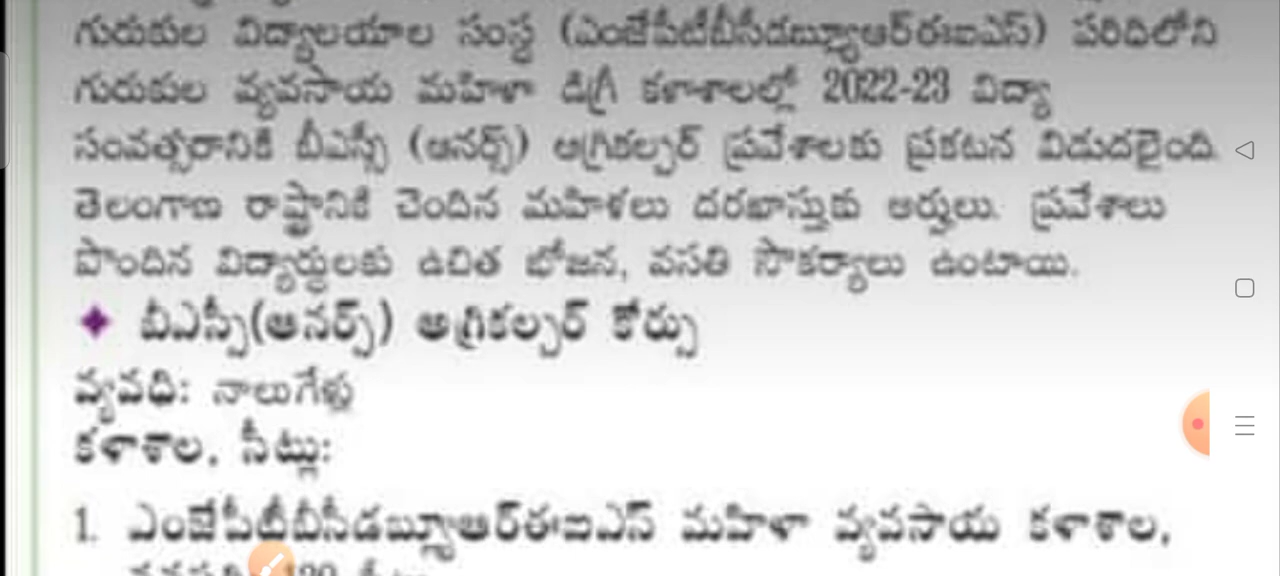 గురుకుల విద్యాలయాల సంస్థ (ఎంజేపీటీబీసీడబ్ల్యూఆర్ఈఐఎస్) పరిధిలోని
గురుకుల వ్యవసాయ మహిళా డిగ్రీ కళాశాలల్లో 2022-23 విద్యా
సంవత్సరానికి బీఎస్సీ (ఆనర్స్) అగ్రికల్చర్ ప్రవేశాలకు ప్రకటన విడుదలైంది.
తెలంగాణ రాష్ట్రానికి చెందిన మహిళలు దరఖాస్తుకు అర్హులు. ప్రవేశాలు
పొందిన విద్యార్థులకు ఉచిత భోజన, వసతి సౌకర్యాలు ఉంటాయి.
బీఎస్సీ(ఆనర్స్) అగ్రికల్చర్ కోర్సు
వ్యవధి: నాలుగేళ్లు
కళాశాల, సీట్లు:
1. ఎంజేపీటీబీసీడబ్ల్యూఆర్ఈఐఎస్ మహిళా వ్యవసాయ కళాశాల,